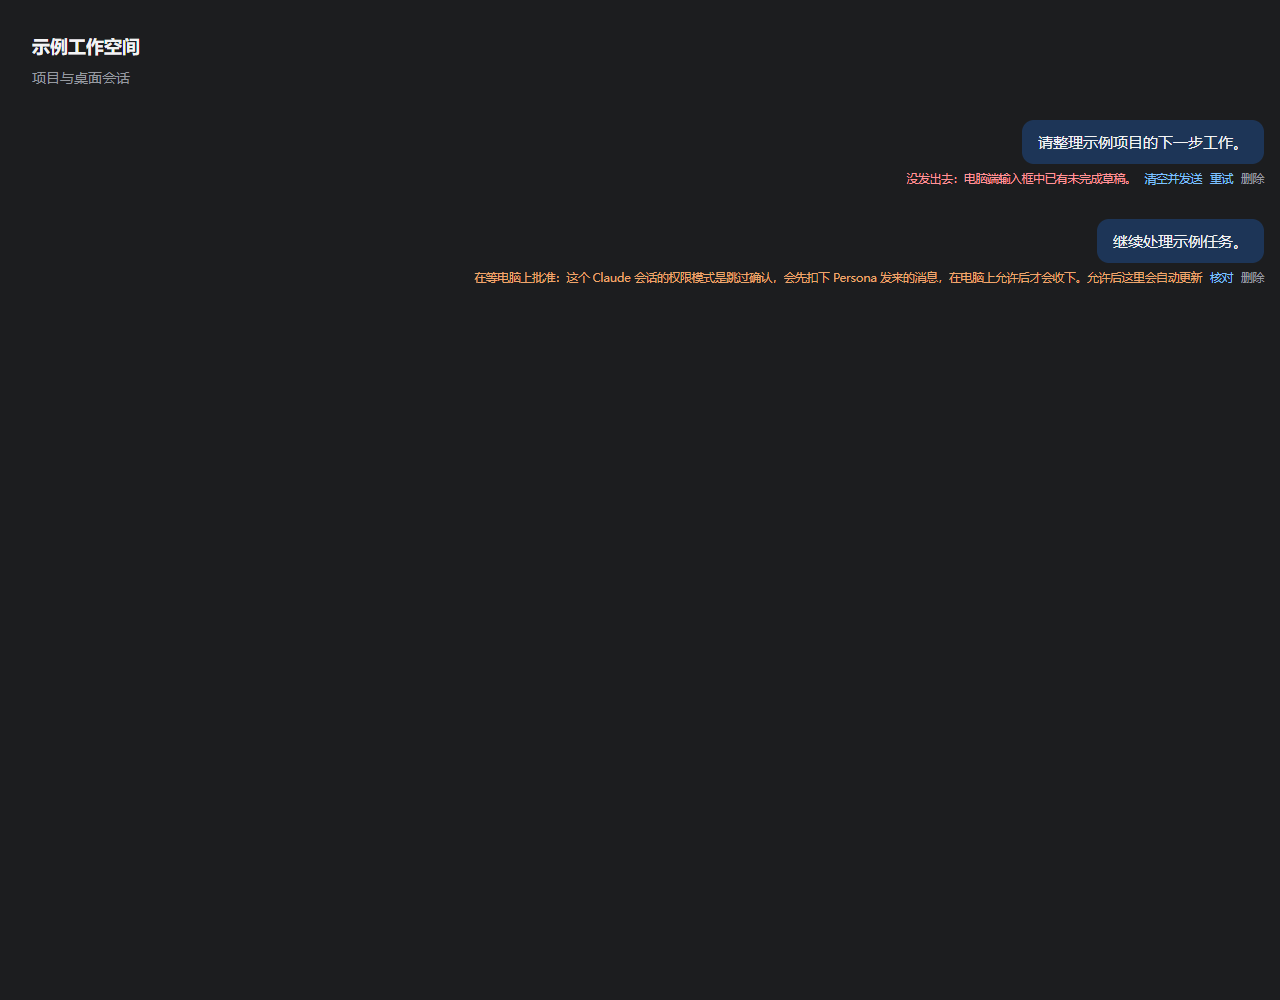 示例工作空间
项目与桌面会话
请整理示例项目的下一步工作。
没发出去：电脑端输入框中已有未完成草稿。 清空并发送 重试 删除
继续处理示例任务。
在等电脑上批准：这个 Claude 会话的权限模式是跳过确认，会先扣下 Persona 发来的消息，在电脑上允许后才会收下。允许后这里会自动更新 核对 删除